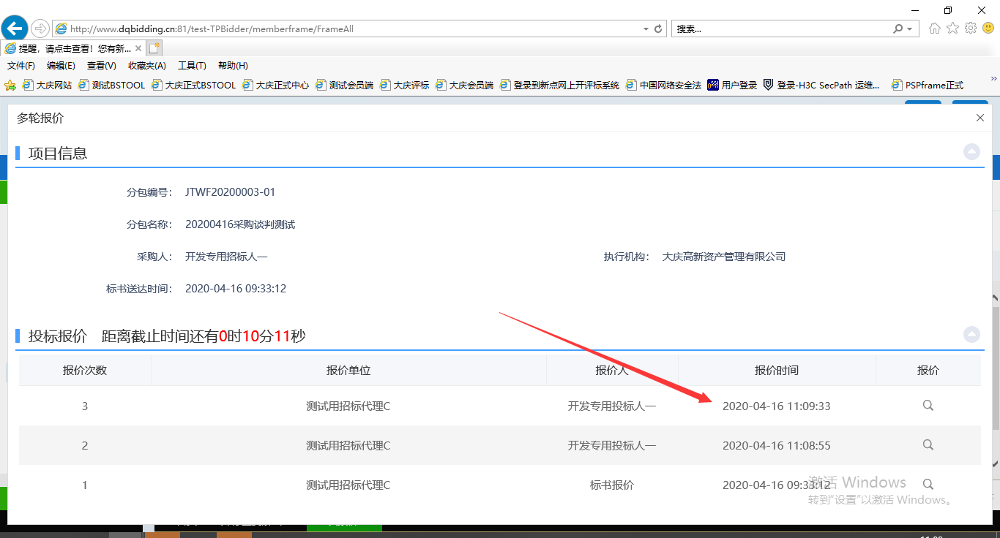 http://www.dqbidding.cn:81/test-TPBidder/memberframe/FrameAll
搜索...
提醒，请点击查看！您有新...
文件(F) 编辑(E) 查看(V) 收藏夹(A) 工具(T) 帮助(H)
大庆网站 测试BSTOOL 大庆正式BSTOOL 大庆正式中心 测试会员端 大庆评标 大庆会员端 登录到新点网上开评标系统 中国网络安全法 用户登录 登录-H3C SecPath 运维... PSPframe正式
多轮报价
项目信息
分包编号： JTWF20200003-01
分包名称： 20200416采购谈判测试
采购人： 开发专用招标人一 执行机构： 大庆高新资产管理有限公司
标书送达时间： 2020-04-16 09:33:12
投标报价 距离截止时间还有0时10分11秒
报价次数 报价单位 报价人 报价时间 报价
3 测试用招标代理C 开发专用投标人一 2020-04-16 11:09:33
2 测试用招标代理C 开发专用投标人一 2020-04-16 11:08:55
1 测试用招标代理C 标书报价 2020-04-16 09:33:12
激活 Windows
转到"设置"以激活 Windows。